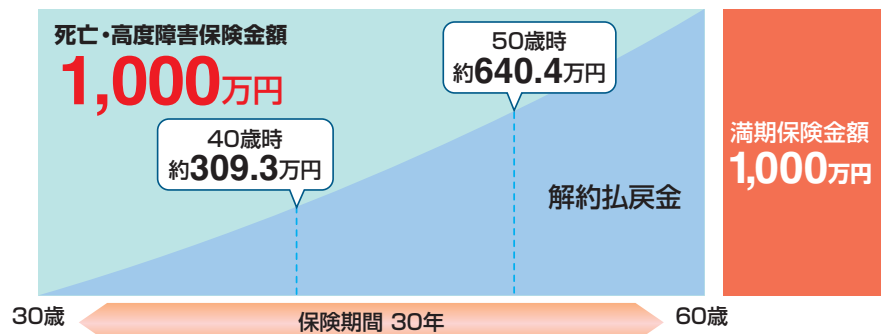 死亡・高度障害保険金額
1,000万円
50歳時
約640.4万円
40歳時
約309.3万円
満期保険金額
1,000万円
解約払戻金
30歳
保険期間 30年
60歳